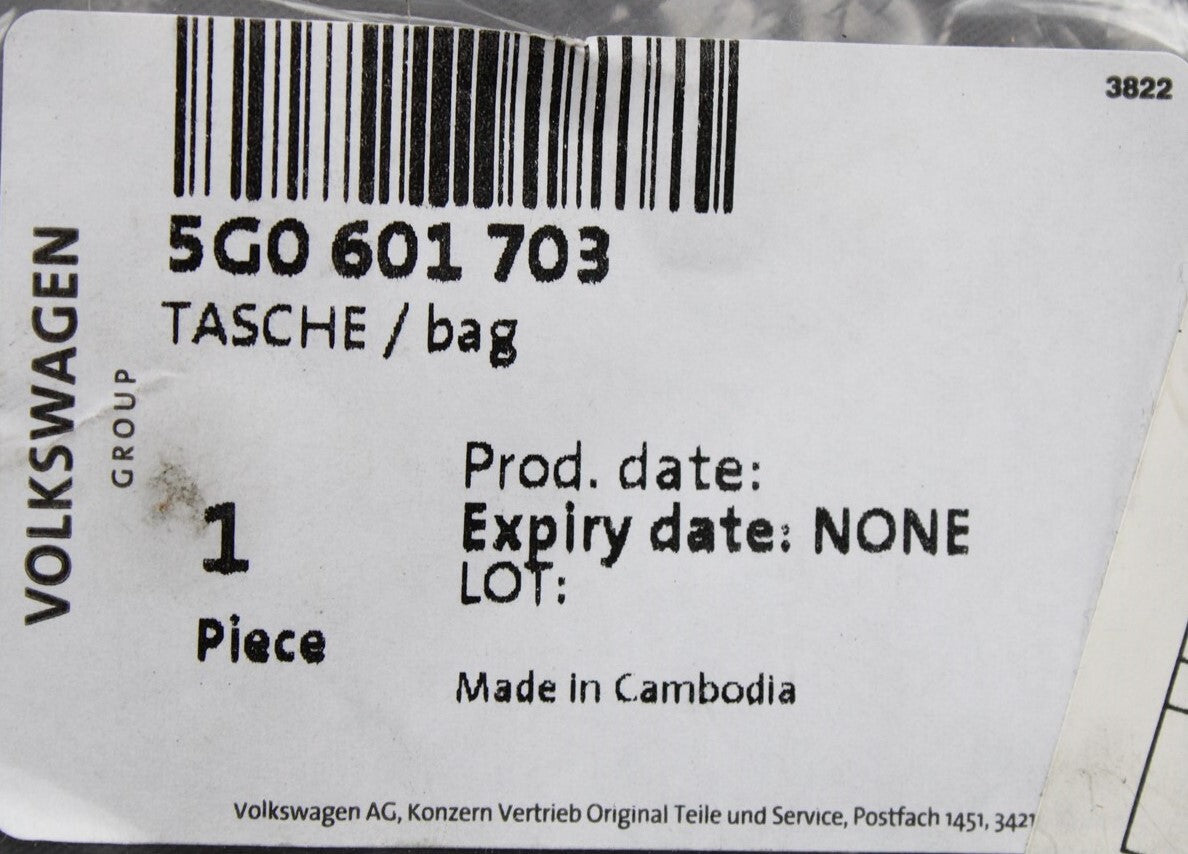 3822
5G0 601 703
TASCHE / bag
VOLKSWAGEN
GROUP
Prod. date:
Expiry date: NONE
LOT:
1
Piece
Made in Cambodia
Volkswagen AG, Konzern Vertrieb Original Teile und Service, Postfach 1451, 3421